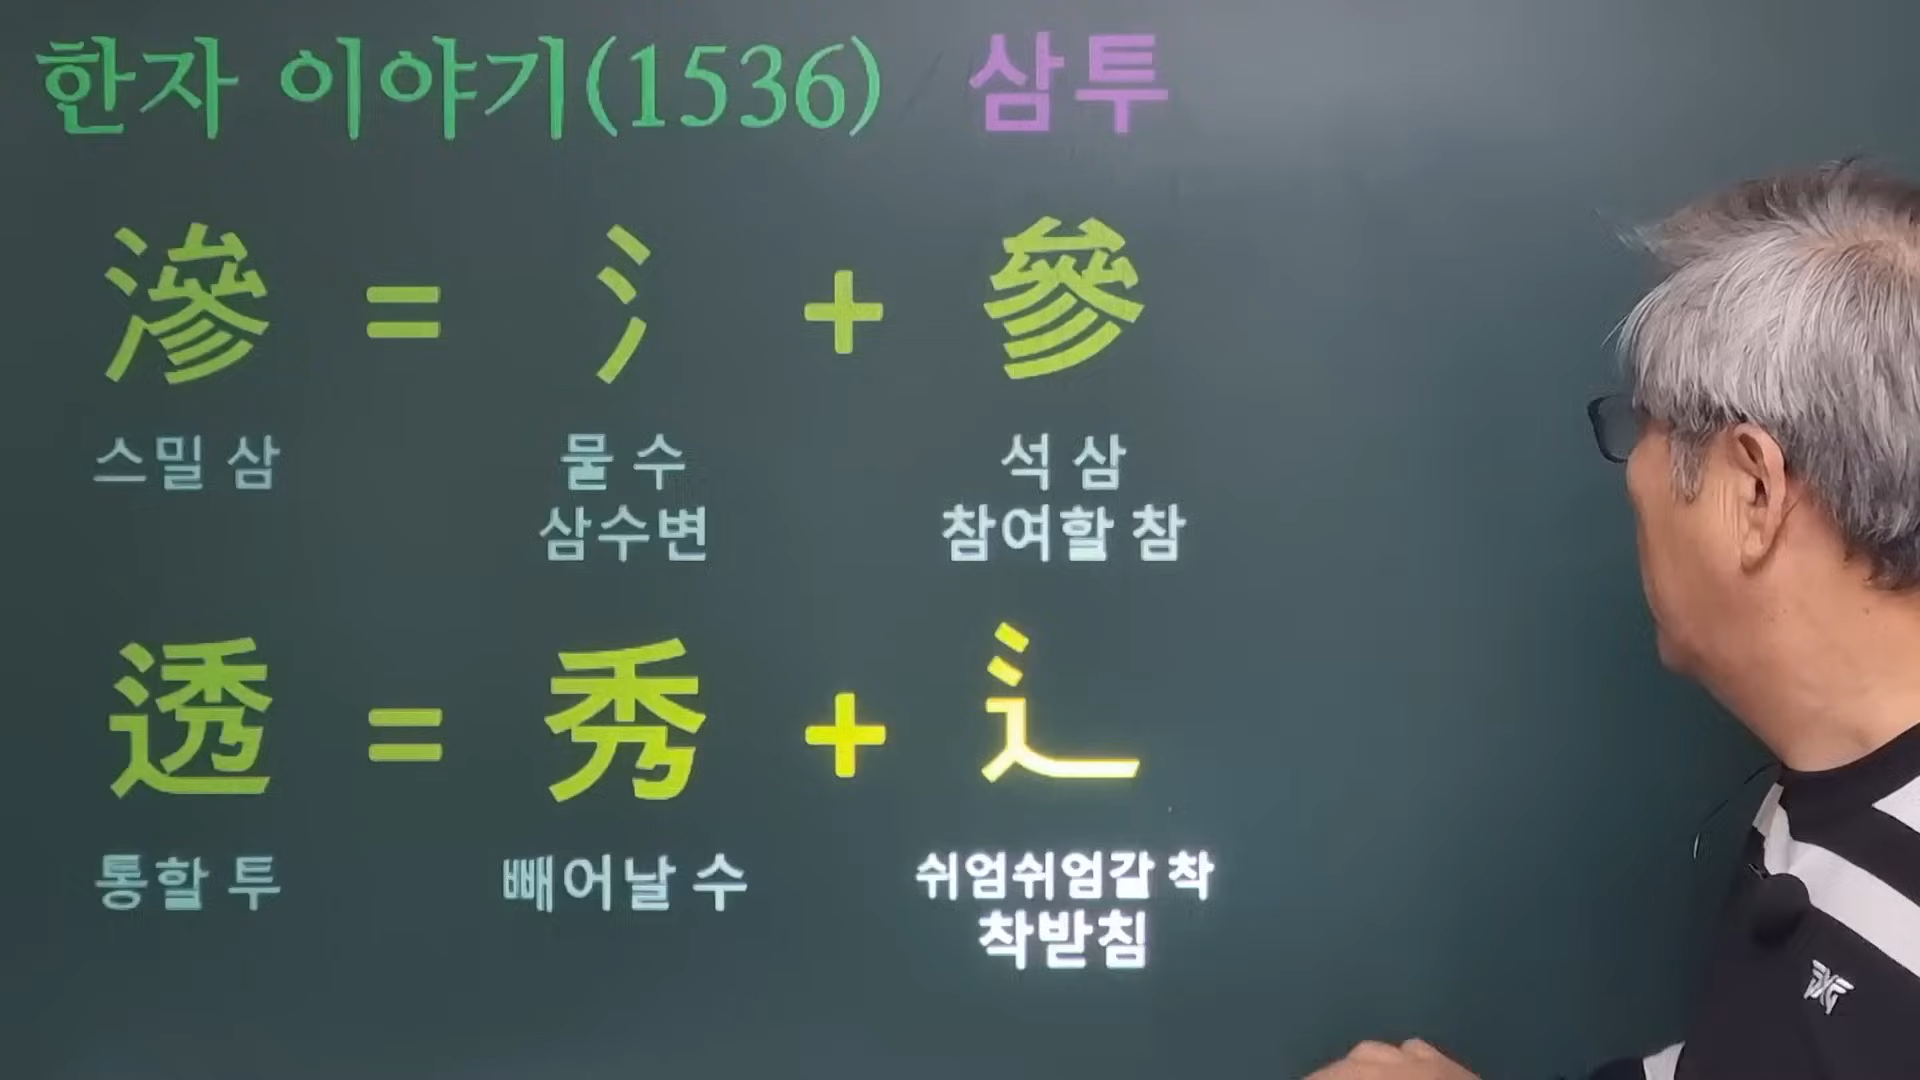 한자 이야기(1536) 삼투
滲 = 氵 + 參
스밀 삼 물 수 석 삼
삼수변 참여할 참
透 = 秀 + 辶
통할 투 빼어날 수 쉬엄쉬엄갈 착
착받침